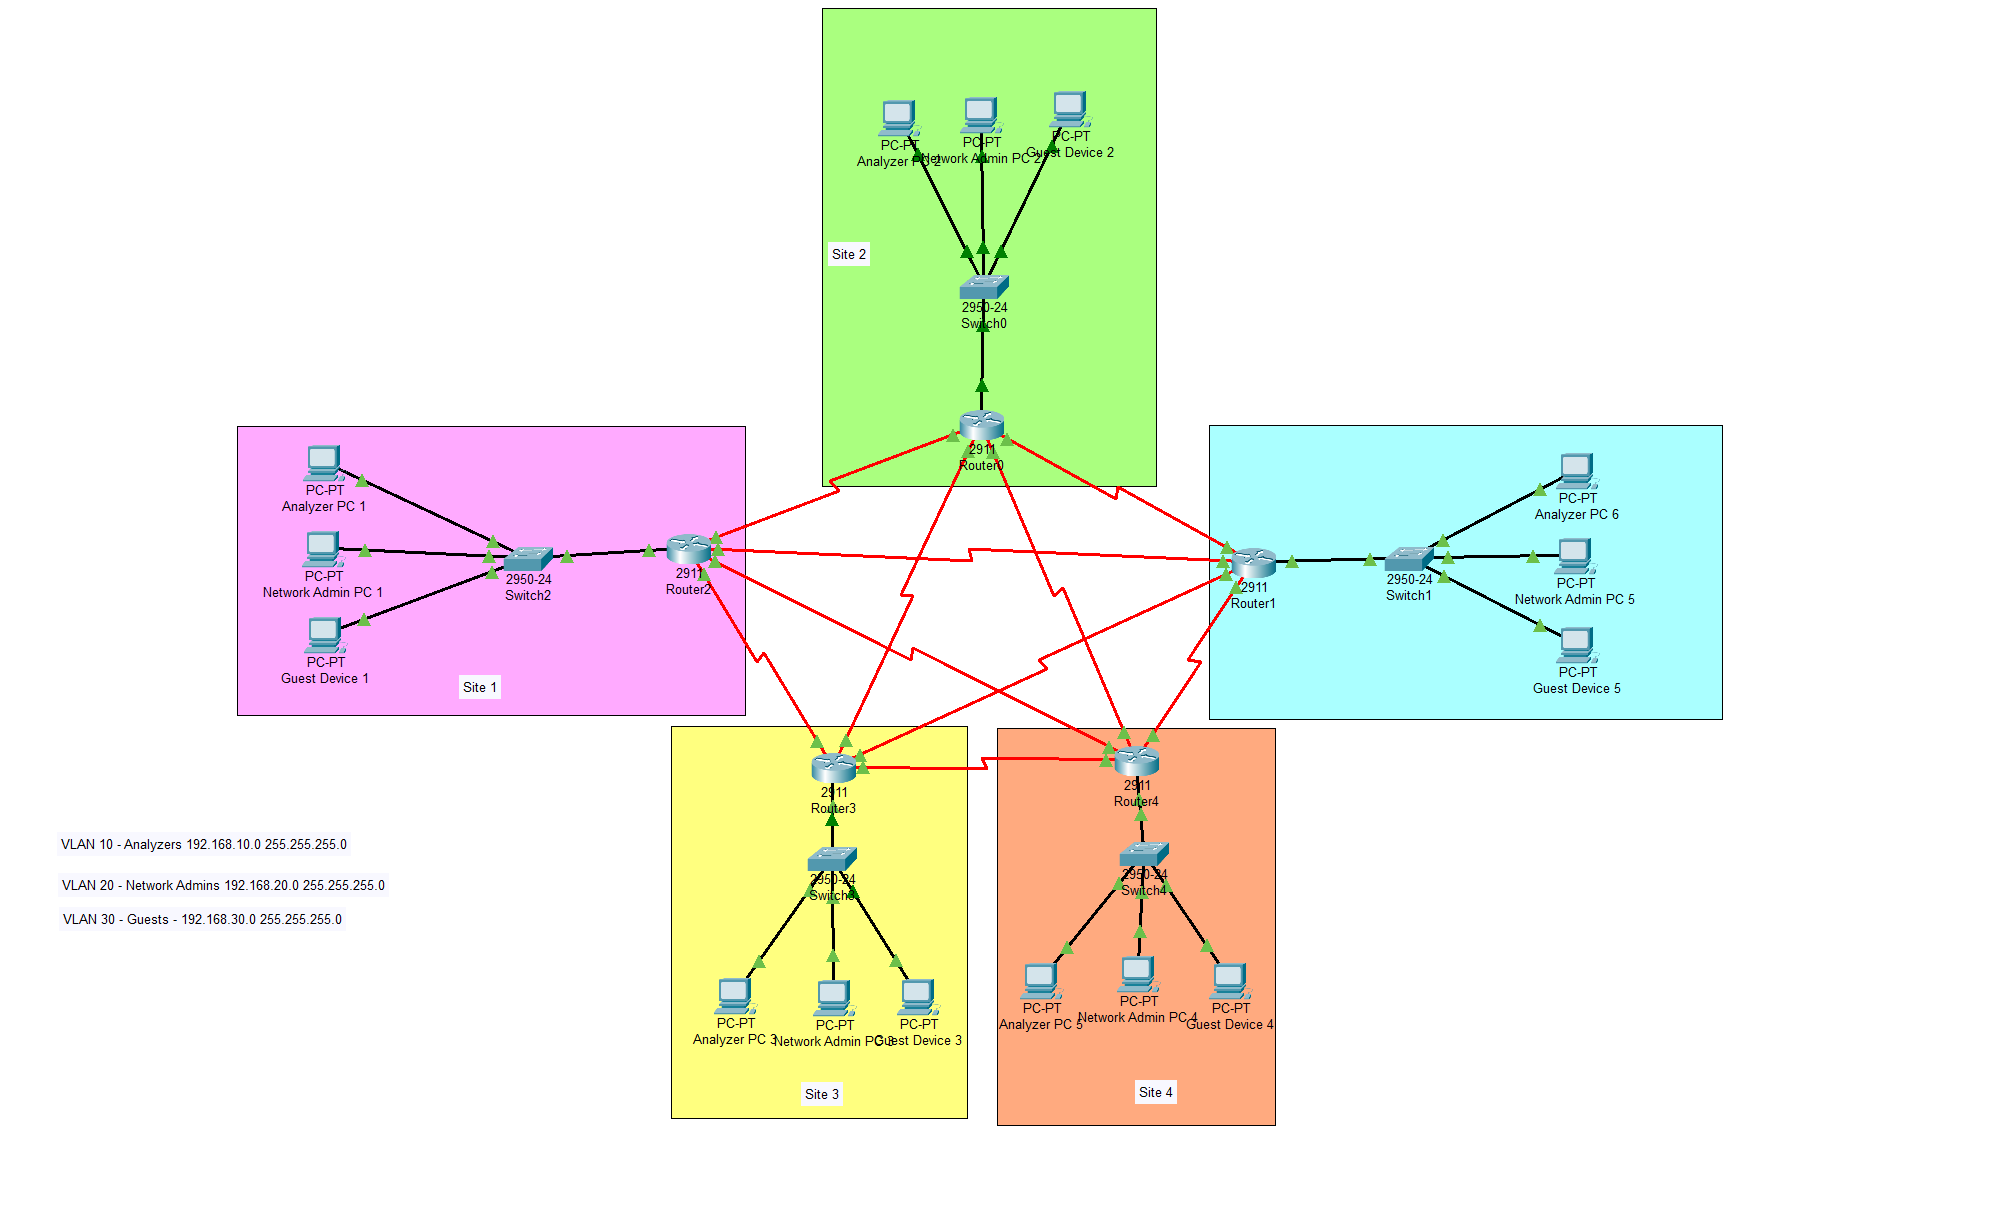 PC-PT
Analyzer PC 2
PC-PT
Network Admin PC 2
PC-PT
Guest Device 2
Site 2
2950-24
Switch0
2911
Router0
PC-PT
Analyzer PC 1
PC-PT
Network Admin PC 1
PC-PT
Guest Device 1
2950-24
Switch2
2911
Router2
Site 1
2911
Router1
2950-24
Switch1
PC-PT
Analyzer PC 6
PC-PT
Network Admin PC 5
PC-PT
Guest Device 5
2911
Router3
2950-24
PC-PT
Analyzer PC 3
PC-PT
Network Admin PC 3
PC-PT
Guest Device 3
Site 3
2911
Router4
2950-24
Switch4
PC-PT
Analyzer PC 5
PC-PT
Network Admin PC 4
PC-PT
Guest Device 4
Site 4
VLAN 10 - Analyzers 192.168.10.0 255.255.255.0
VLAN 20 - Network Admins 192.168.20.0 255.255.255.0
VLAN 30 - Guests - 192.168.30.0 255.255.255.0